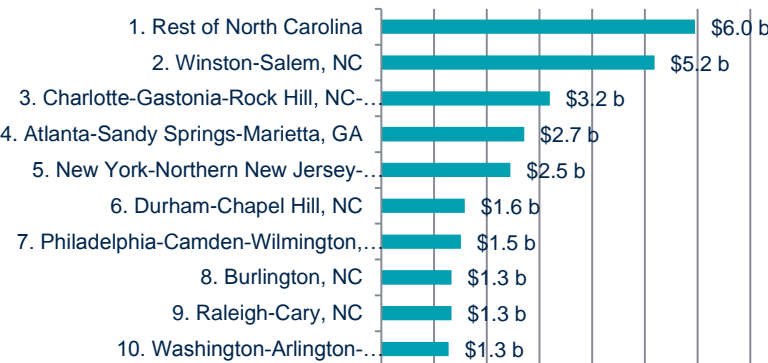 1. Rest of North Carolina $6.0 b
2. Winston-Salem, NC $5.2 b
3. Charlotte-Gastonia-Rock Hill, NC-… $3.2 b
4. Atlanta-Sandy Springs-Marietta, GA $2.7 b
5. New York-Northern New Jersey-… $2.5 b
6. Durham-Chapel Hill, NC $1.6 b
7. Philadelphia-Camden-Wilmington,… $1.5 b
8. Burlington, NC $1.3 b
9. Raleigh-Cary, NC $1.3 b
10. Washington-Arlington-… $1.3 b